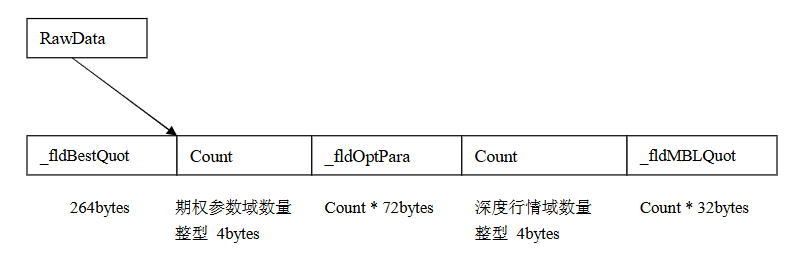 RawData
_fldBestQuot
Count
_fldOptPara
Count
_fldMBLQuot
264bytes
期权参数域数量
整型 4bytes
Count * 72bytes
深度行情域数量
整型 4bytes
Count * 32bytes